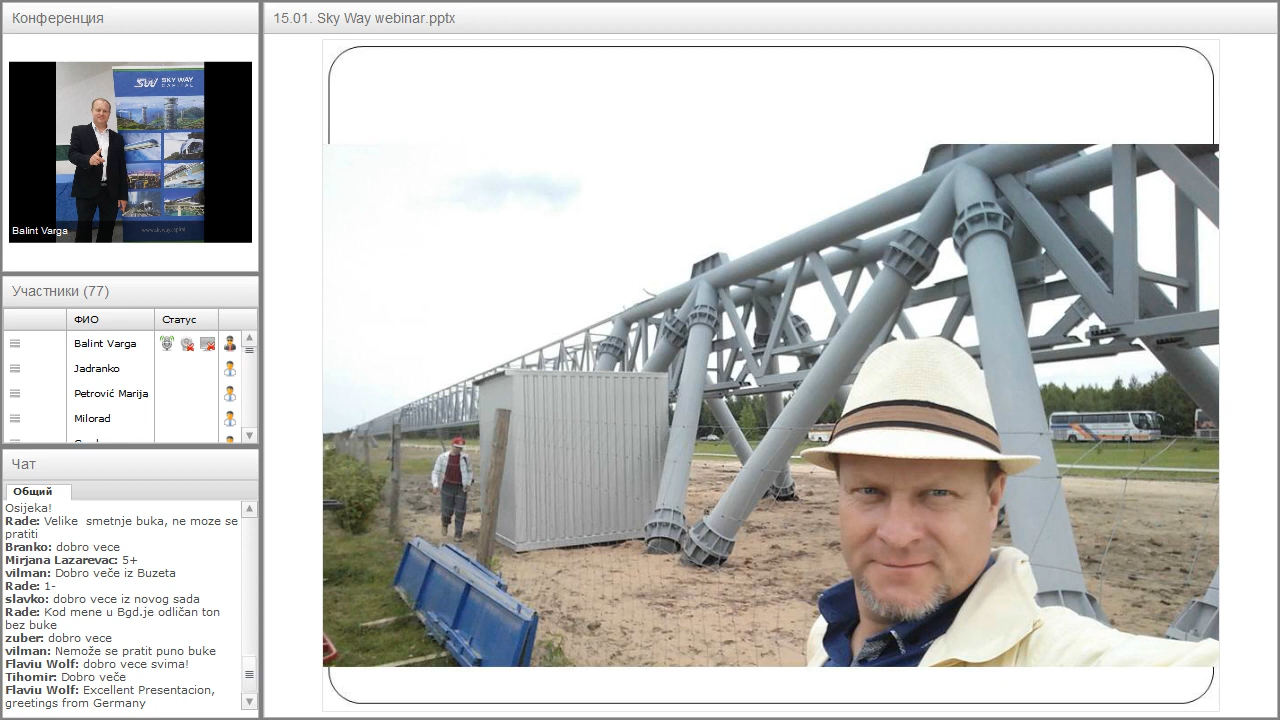 Конференция
15.01. Sky Way webinar.pptx
SW SKY WAY
CAPITAL
Balint Varga
Участники (77)
ФИО
Статус
Balint Varga
Jadranko
Petrović Marija
Milorad
Чат
Общий
Osijeka!
Rade: Velike smetnje buka, ne moze se
pratiti
Branko: dobro vece
Mirjana Lazarevac: 5+
vilman: Dobro veče iz Buzeta
Rade: 1-
slavko: dobro vece iz novog sada
Rade: Kod mene u Bgd.je odličan ton
bez buke
zuber: dobro vece
vilman: Nemože se pratit puno buke
Flaviu Wolf: dobro vece svima!
Tihomir: Dobro veče
Flaviu Wolf: Excellent Presentacion,
greetings from Germany